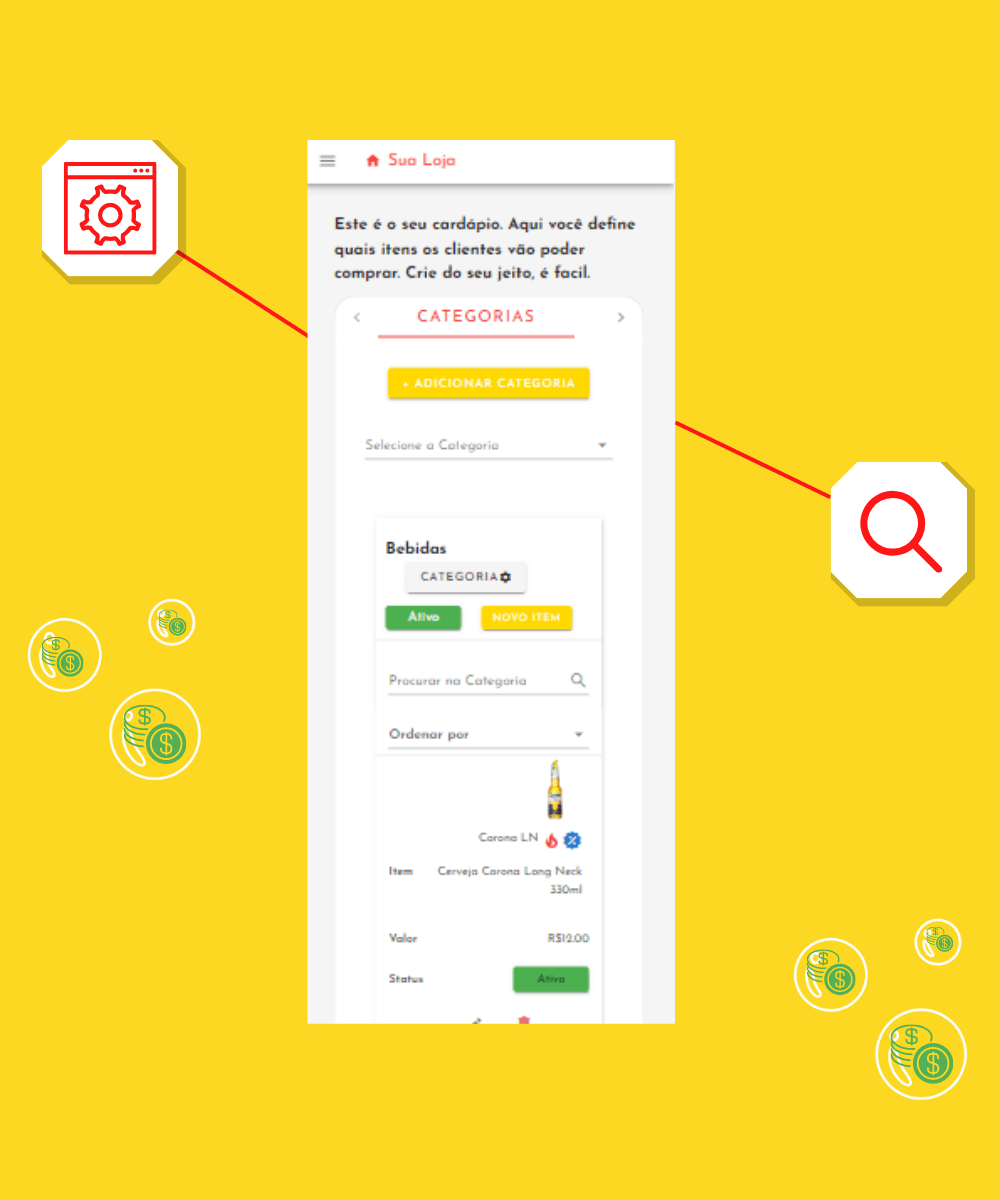 Sua Loja
Este é o seu cardápio. Aqui você define
quais itens os clientes vão poder
comprar. Crie do seu jeito, é facil.
CATEGORIAS
+ ADICIONAR CATEGORIA
Selecione a Categoria
Bebidas
CATEGORIA
Ativo NOVO ITEM
Procurar na Categoria
Ordenar por
Corona LN
Item Cerveja Corona Long Neck
330ml
Valor R$12.00
Status Ativo